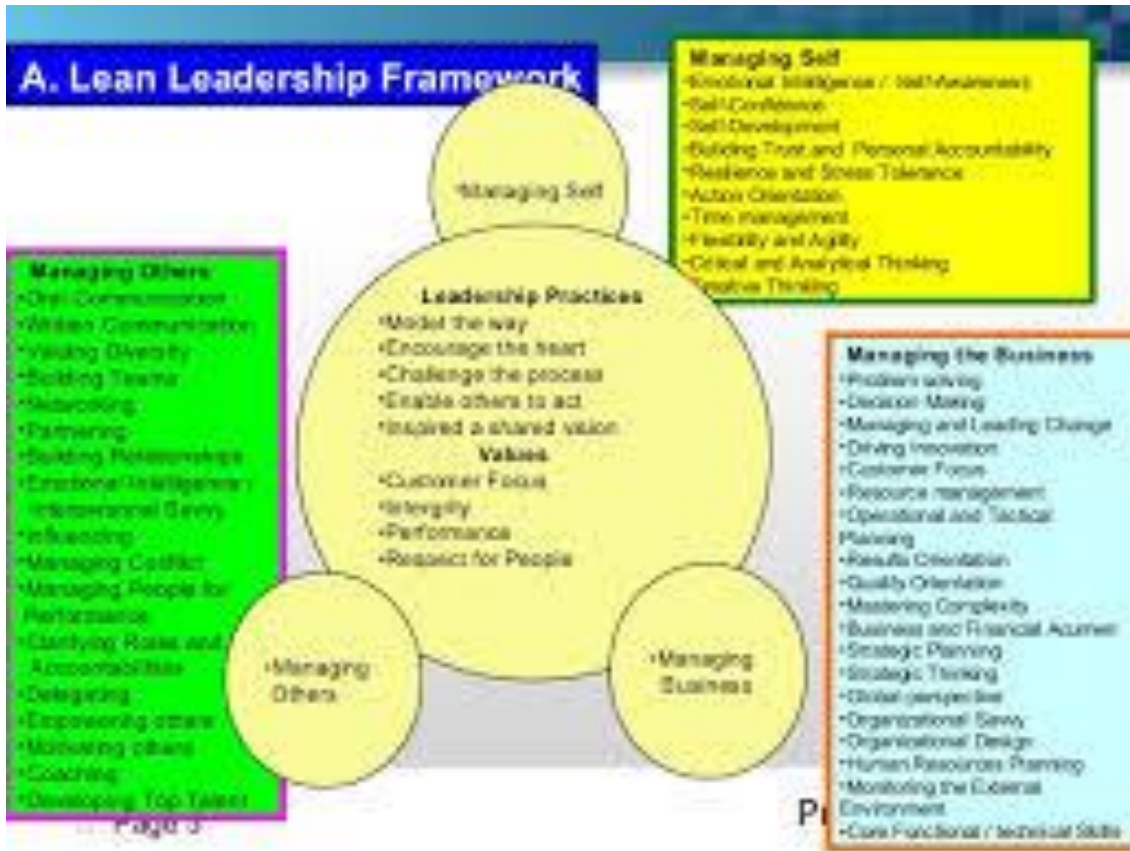 A. Lean Leadership Framework
Managing Self
•Emotional Intelligence / Self-Awareness
•Self-Confidence
•Self-Development
•Building Trust and Personal Accountability
•Resilience and Stress Tolerance
•Action Orientation
•Time management
•Flexibility and Agility
•Critical and Analytical Thinking
•Creative Thinking
•Managing Self
Managing Others
•Oral Communication
•Written Communication
•Valuing Diversity
•Building Teams
•Networking
•Partnering
•Building Relationships
•Emotional Intelligence /
Interpersonal Savvy
•Influencing
•Managing Conflict
•Managing People for
Performance
•Clarifying Roles and
Accountabilities
•Delegating
•Empowering others
•Motivating others
•Coaching
•Developing Top Talent
Leadership Practices
•Model the way
•Encourage the heart
•Challenge the process
•Enable others to act
•Inspired a shared vision
Values
•Customer Focus
•Performance
•Respect for People
•Managing
Others
•Managing
Business
Managing the Business
•Problem solving
•Decision Making
•Managing and Leading Change
•Driving Innovation
•Customer Focus
•Resource management
•Operational and Tactical
Planning
•Results Orientation
•Quality Orientation
•Mastering Complexity
•Business and Financial Acumen
•Strategic Planning
•Strategic Thinking
•Global perspective
•Organizational Savvy
•Organizational Design
•Human Resources Planning
•Monitoring the External
Environment
•Core Functional / technical Skills
Page